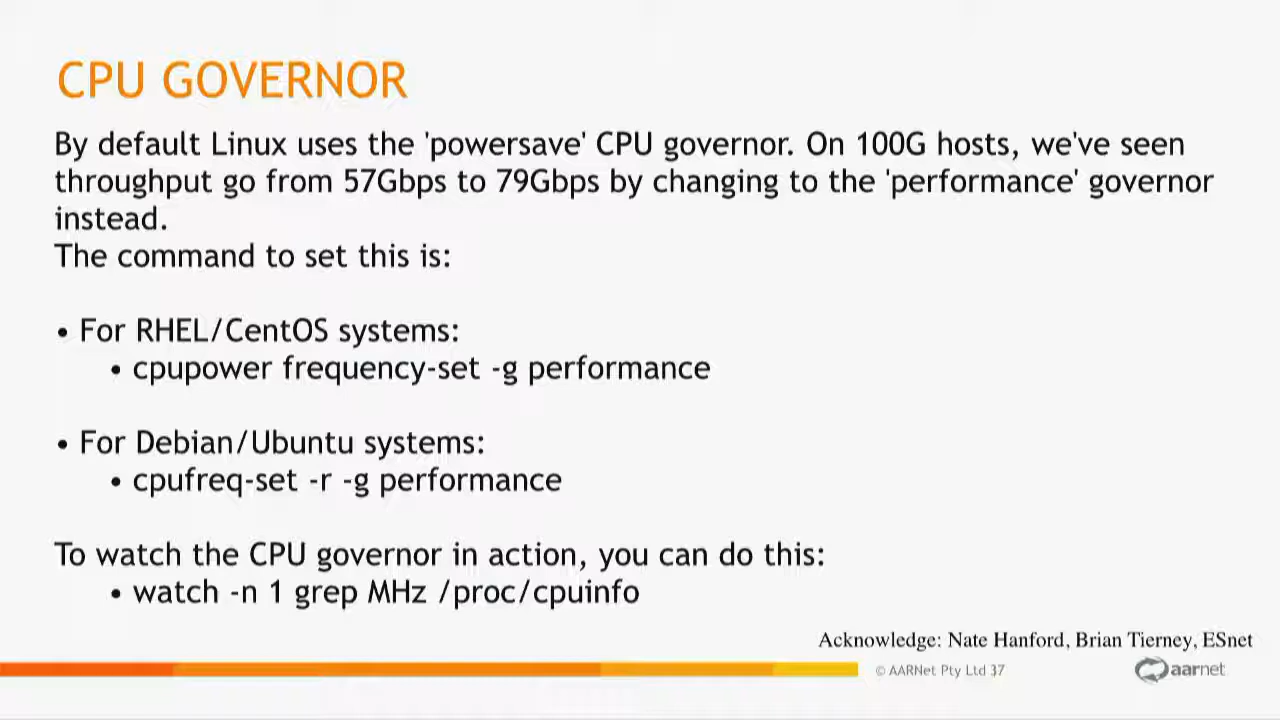 CPU GOVERNOR
By default Linux uses the 'powersave' CPU governor. On 100G hosts, we've seen
throughput go from 57Gbps to 79Gbps by changing to the 'performance' governor
instead.
The command to set this is:
• For RHEL/CentOS systems:
• cpupower frequency-set -g performance
• For Debian/Ubuntu systems:
• cpufreq-set -r -g performance
To watch the CPU governor in action, you can do this:
• watch -n 1 grep MHz /proc/cpuinfo
Acknowledge: Nate Hanford, Brian Tierney, ESnet
© AARNet Pty Ltd 37
aarnet